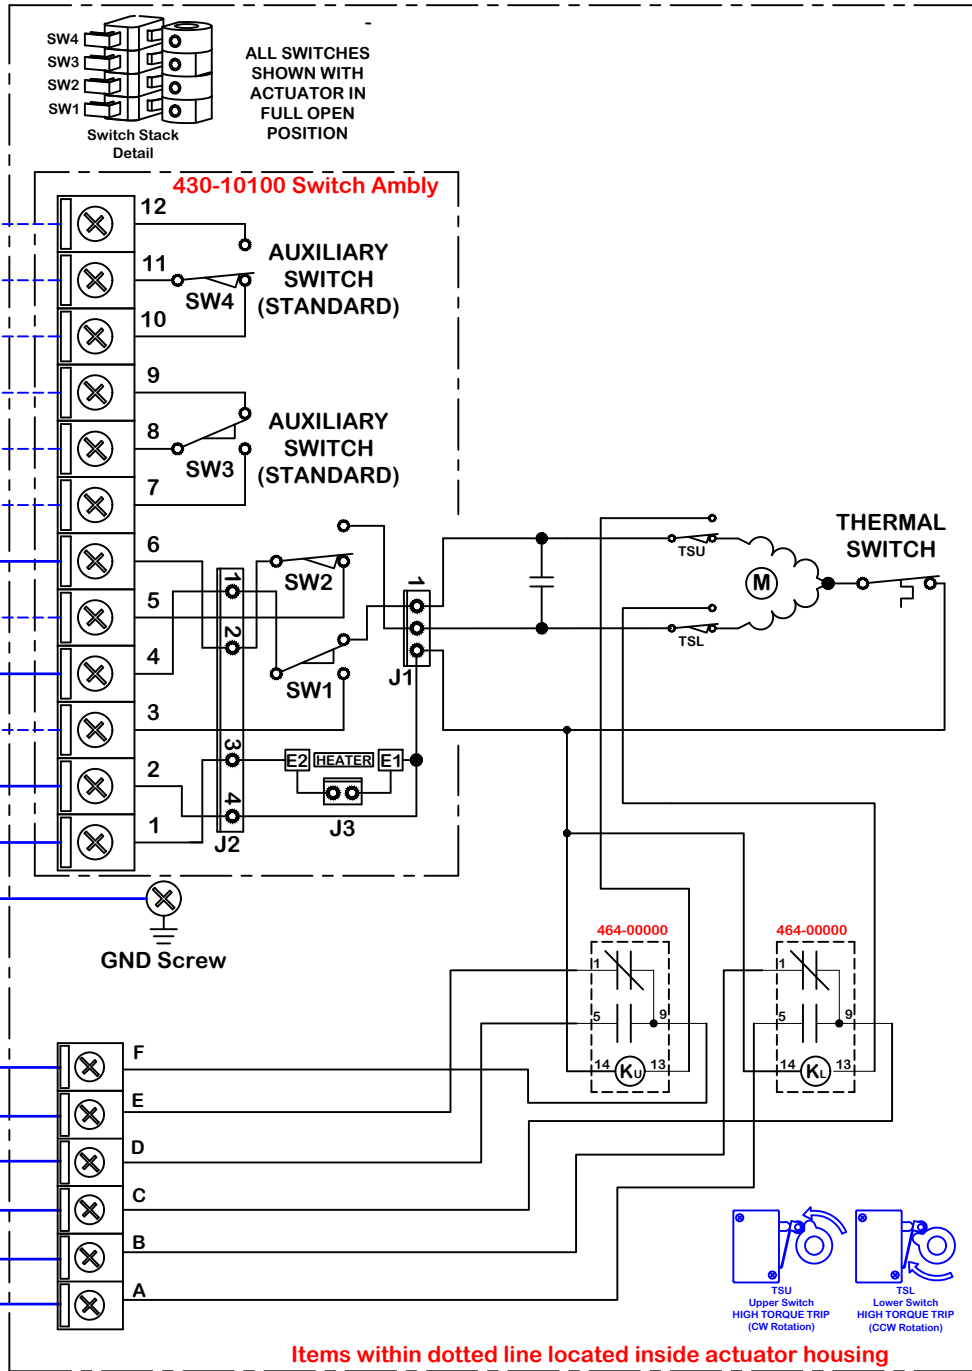 SW4
SW3
SW2
SW1
Switch Stack
Detail
ALL SWITCHES
SHOWN WITH
ACTUATOR IN
FULL OPEN
POSITION
430-10100 Switch Ambly
12
11
10
9
8
7
6
5
4
3
2
1
SW4
AUXILIARY
SWITCH
(STANDARD)
SW3
AUXILIARY
SWITCH
(STANDARD)
SW2
SW1
1
2
3
4
J2
1
J1
E2
HEATER
E1
J3
TSU
TSL
M
THERMAL
SWITCH
GND Screw
464-00000
1
5
9
14
KU
13
464-00000
1
5
9
14
KL
13
F
E
D
C
B
A
TSU
Upper Switch
HIGH TORQUE TRIP
(CW Rotation)
TSL
Lower Switch
HIGH TORQUE TRIP
(CCW Rotation)
Items within dotted line located inside actuator housing